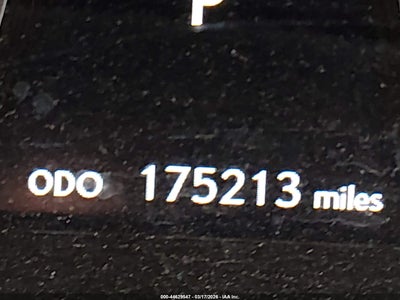 P
ODO 175213 miles
000-44629547 - 03/17/2026 - IAA Inc.